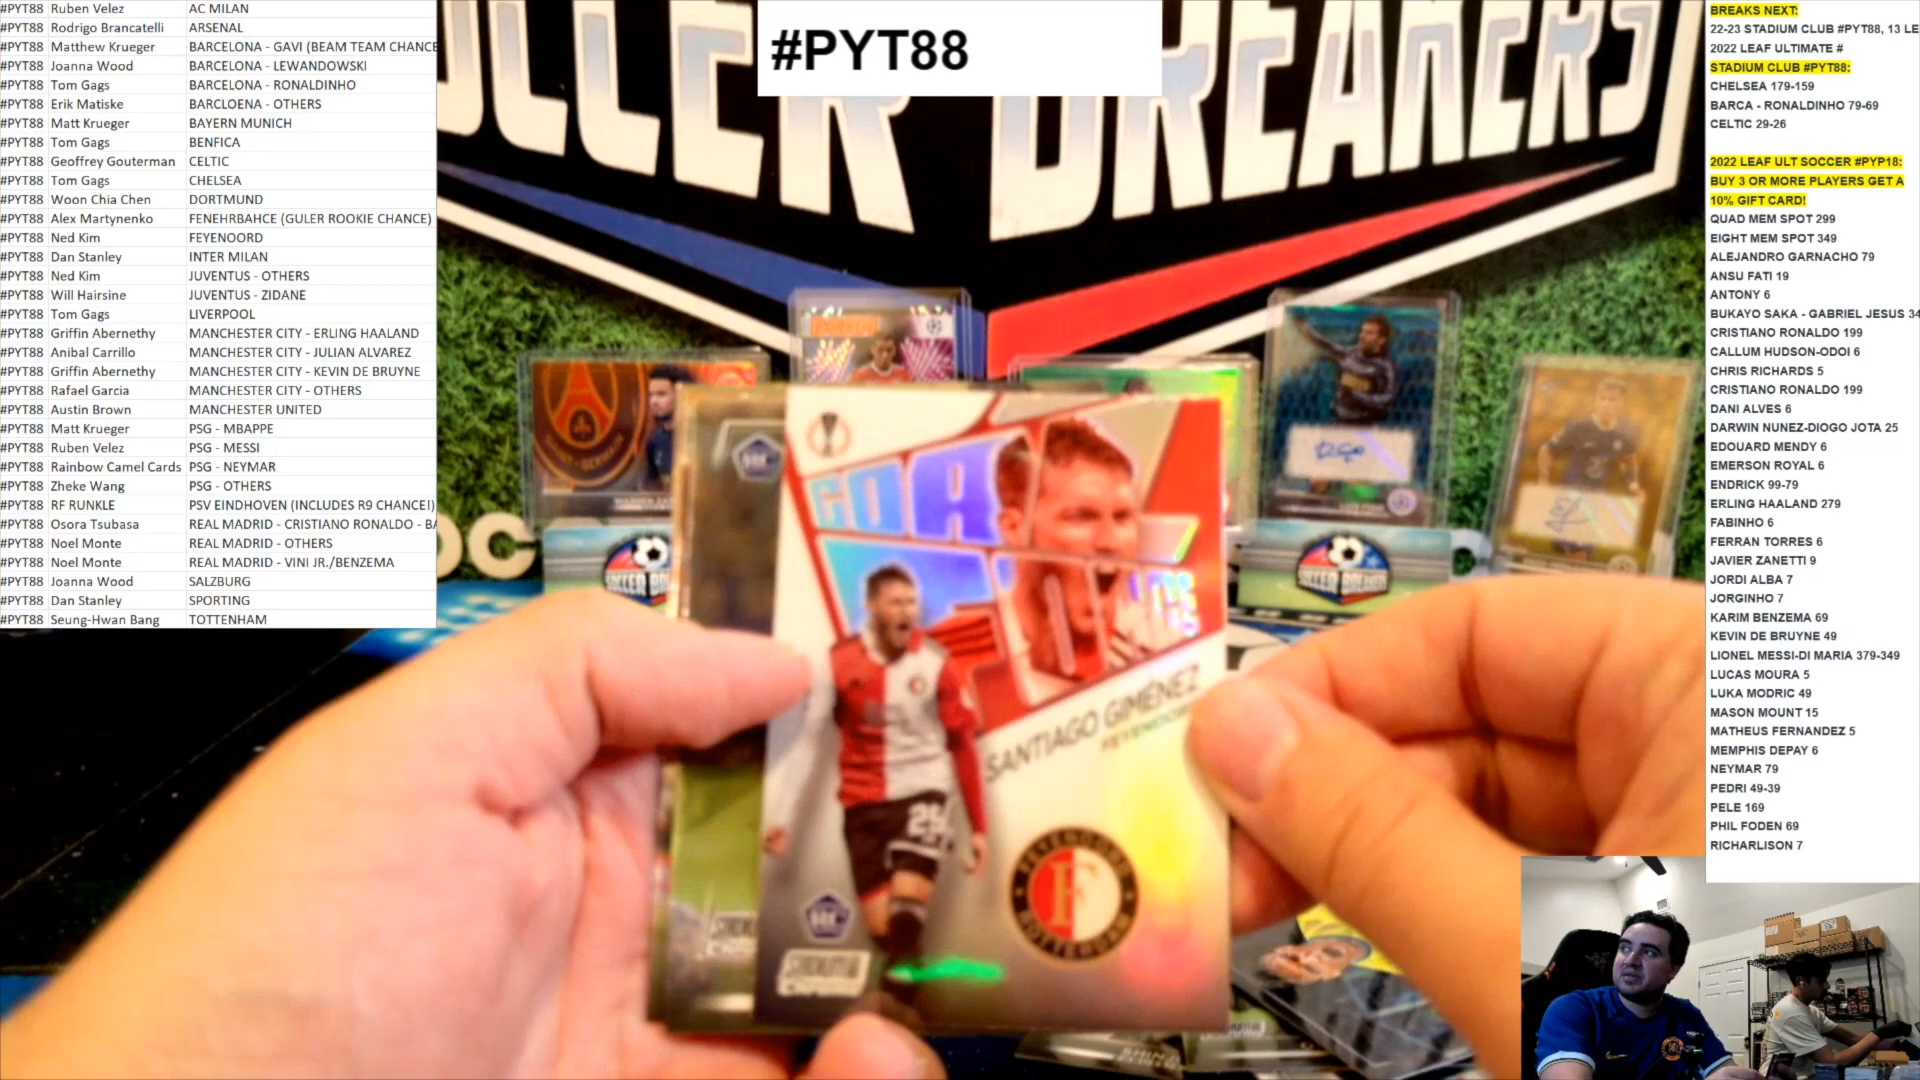 #PYT88 Ruben Velez AC MILAN
#PYT88 Rodrigo Brancatelli ARSENAL
#PYT88 Matthew Krueger BARCELONA - GAVI (BEAM TEAM CHANCE
#PYT88 Joanna Wood BARCELONA - LEWANDOWSKI
#PYT88 Tom Gags BARCELONA - RONALDINHO
#PYT88 Erik Matiske BARCLOENA - OTHERS
#PYT88 Matt Krueger BAYERN MUNICH
#PYT88 Tom Gags BENFICA
#PYT88 Geoffrey Gouterman CELTIC
#PYT88 Tom Gags CHELSEA
#PYT88 Woon Chia Chen DORTMUND
#PYT88 Alex Martynenko FENEHRBAHCE (GULER ROOKIE CHANCE)
#PYT88 Ned Kim FEYENOORD
#PYT88 Dan Stanley INTER MILAN
#PYT88 Ned Kim JUVENTUS - OTHERS
#PYT88 Will Hairsine JUVENTUS - ZIDANE
#PYT88 Tom Gags LIVERPOOL
#PYT88 Griffin Abernethy MANCHESTER CITY - ERLING HAALAND
#PYT88 Anibal Carrillo MANCHESTER CITY - JULIAN ALVAREZ
#PYT88 Griffin Abernethy MANCHESTER CITY - KEVIN DE BRUYNE
#PYT88 Rafael Garcia MANCHESTER CITY - OTHERS
#PYT88 Austin Brown MANCHESTER UNITED
#PYT88 Matt Krueger PSG - MBAPPE
#PYT88 Ruben Velez PSG - MESSI
#PYT88 Rainbow Camel Cards PSG - NEYMAR
#PYT88 Zheke Wang PSG - OTHERS
#PYT88 RF RUNKLE PSV EINDHOVEN (INCLUDES R9 CHANCE!)
#PYT88 Osora Tsubasa REAL MADRID - CRISTIANO RONALDO - BA
#PYT88 Noel Monte REAL MADRID - OTHERS
#PYT88 Noel Monte REAL MADRID - VINI JR./BENZEMA
#PYT88 Joanna Wood SALZBURG
#PYT88 Dan Stanley SPORTING
#PYT88 Seung-Hwan Bang TOTTENHAM
#PYT88
SOCCER BREAKERS
SOCCER BREAKERS
SANTIAGO GIMÉNEZ
FEYENOORD
29
FEYENOORD
ROTTERDAM
BREAKS NEXT:
22-23 STADIUM CLUB #PYT88, 13 LE
2022 LEAF ULTIMATE #
STADIUM CLUB #PYT88:
CHELSEA 179-159
BARCA - RONALDINHO 79-69
CELTIC 29-26
2022 LEAF ULT SOCCER #PYP18:
BUY 3 OR MORE PLAYERS GET A
10% GIFT CARD!
QUAD MEM SPOT 299
EIGHT MEM SPOT 349
ALEJANDRO GARNACHO 79
ANSU FATI 19
ANTONY 6
BUKAYO SAKA - GABRIEL JESUS 34
CRISTIANO RONALDO 199
CALLUM HUDSON-ODOI 6
CHRIS RICHARDS 5
CRISTIANO RONALDO 199
DANI ALVES 6
DARWIN NUNEZ-DIOGO JOTA 25
EDOUARD MENDY 6
EMERSON ROYAL 6
ENDRICK 99-79
ERLING HAALAND 279
FABINHO 6
FERRAN TORRES 6
JAVIER ZANETTI 9
JORDI ALBA 7
JORGINHO 7
KARIM BENZEMA 69
KEVIN DE BRUYNE 49
LIONEL MESSI-DI MARIA 379-349
LUCAS MOURA 5
LUKA MODRIC 49
MASON MOUNT 15
MATHEUS FERNANDEZ 5
MEMPHIS DEPAY 6
NEYMAR 79
PEDRI 49-39
PELE 169
PHIL FODEN 69
RICHARLISON 7